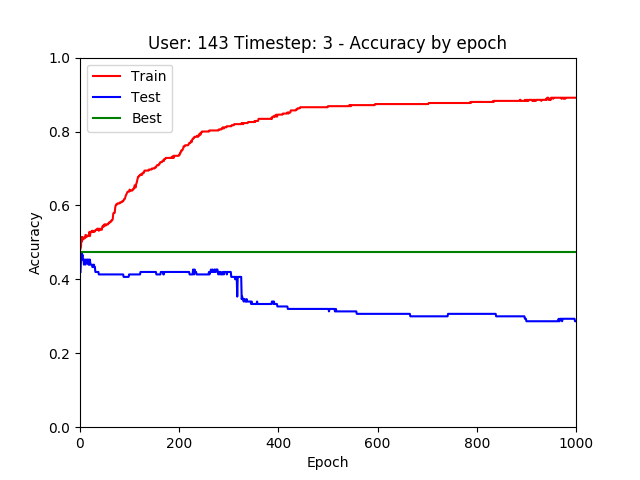 User: 143 Timestep: 3 - Accuracy by epoch
Train
Test
Best
Accuracy
1.0
0.8
0.6
0.4
0.2
0.0
0 200 400 600 800 1000
Epoch